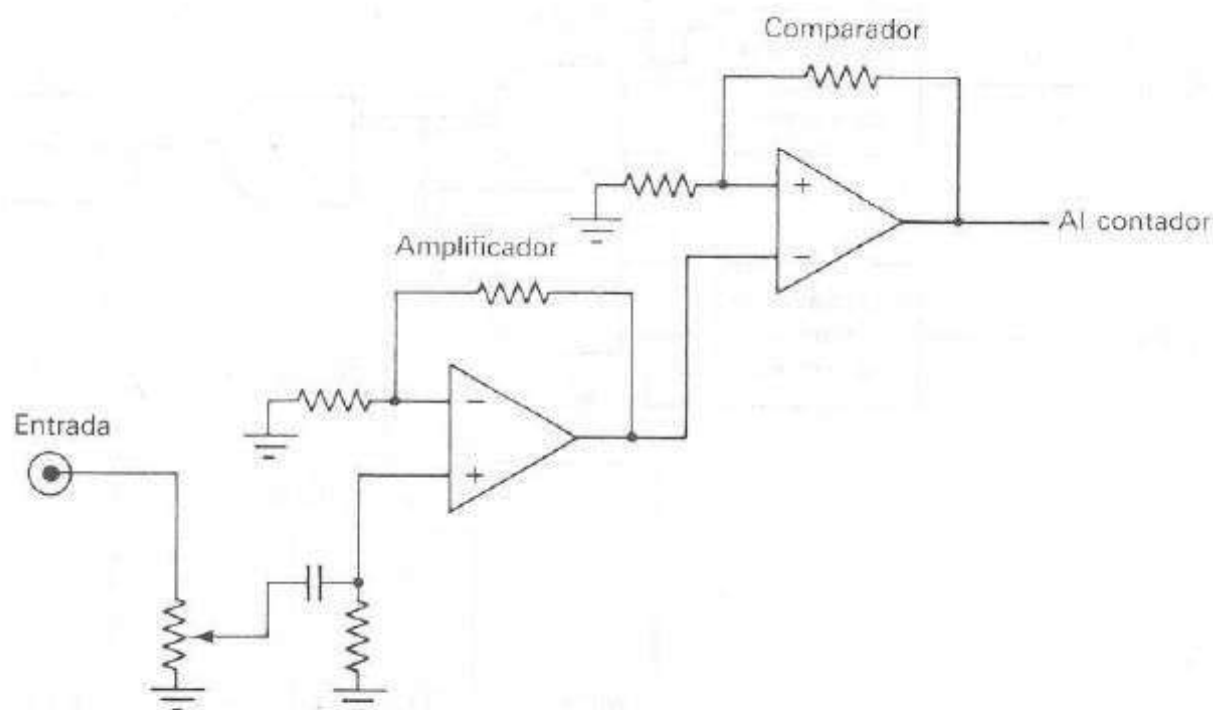 Comparador
+
−
Al contador
Amplificador
−
+
Entrada